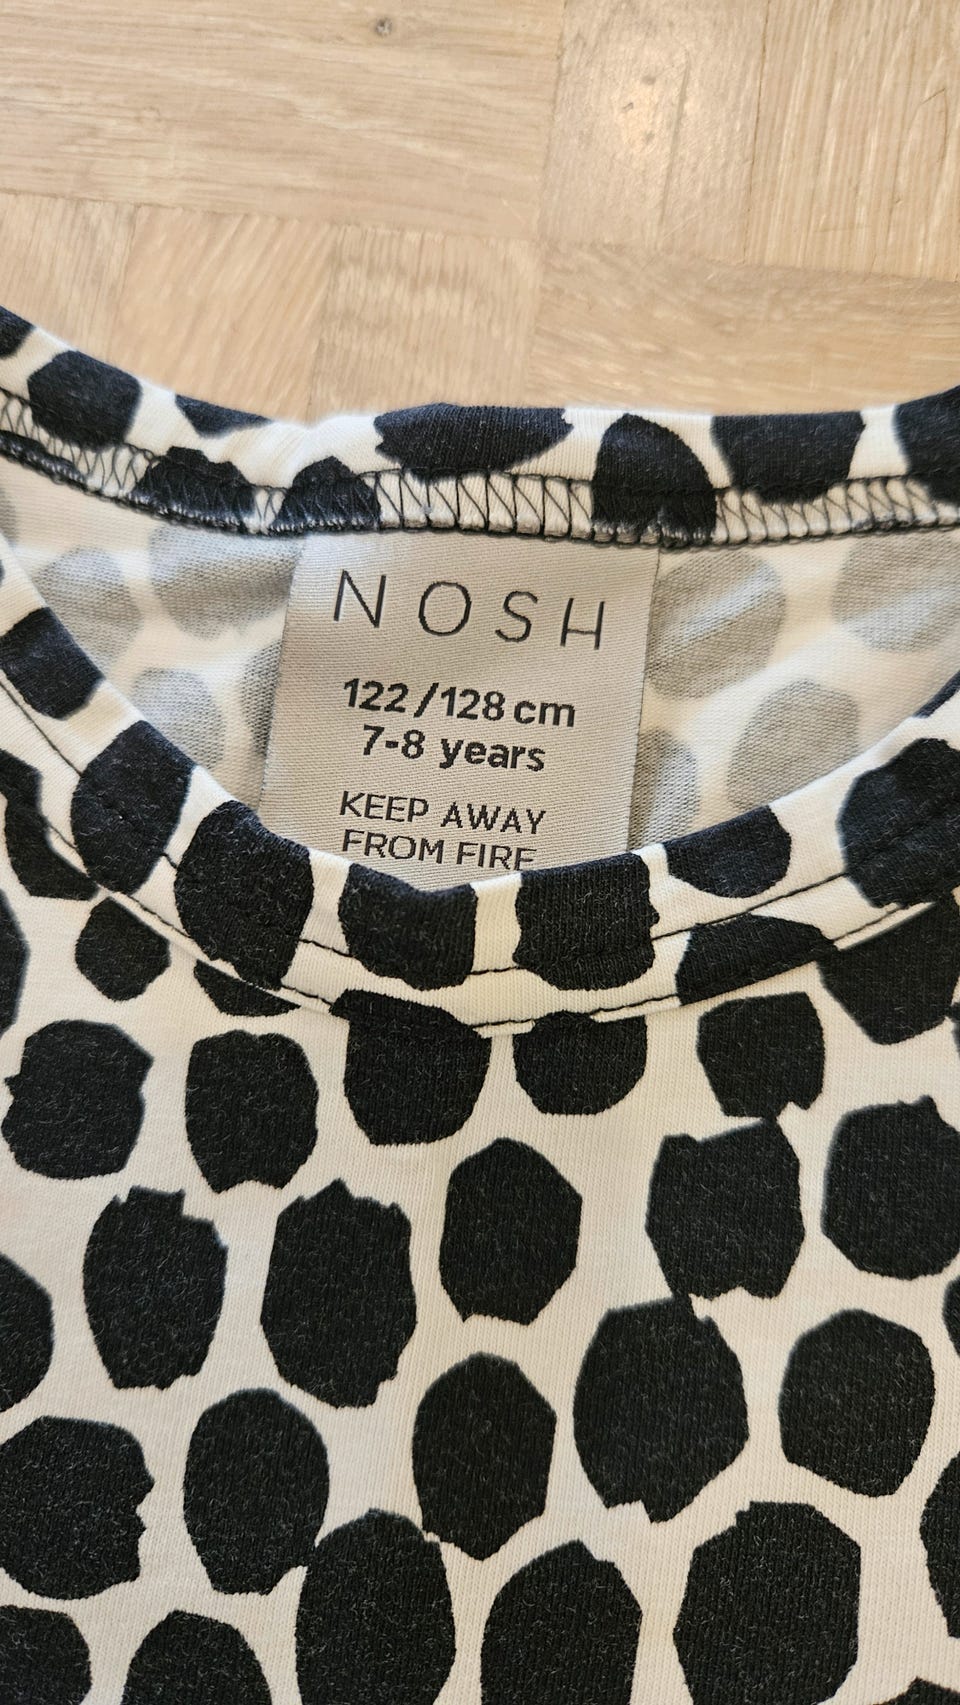 NOSH
122/128 cm
7-8 years
KEEP AWAY
FROM FIRE